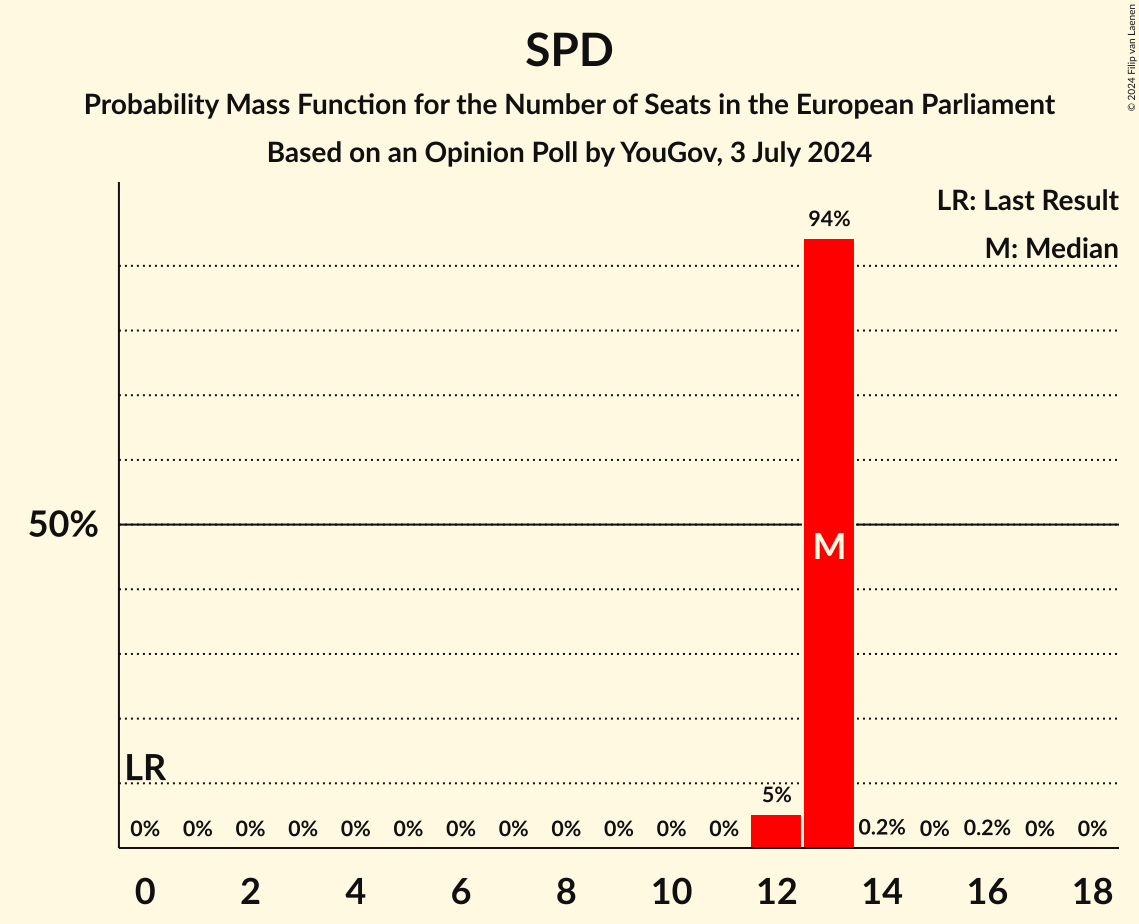 SPD
Probability Mass Function for the Number of Seats in the European Parliament
Based on an Opinion Poll by YouGov, 3 July 2024
© 2024 Filip van Laenen
LR: Last Result
M: Median
94%
50%
M
LR
5%
0% 0% 0% 0% 0% 0% 0% 0% 0% 0% 0% 0% 0.2% 0% 0.2% 0% 0%
0 2 4 6 8 10 12 14 16 18